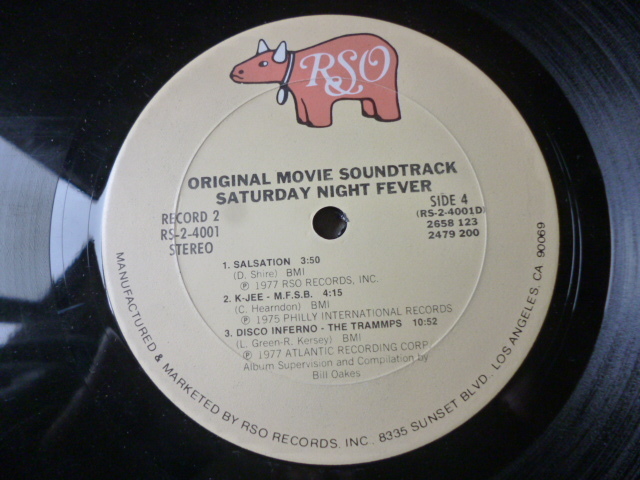 RSO
ORIGINAL MOVIE SOUNDTRACK
SATURDAY NIGHT FEVER
RECORD 2
RS-2-4001
STEREO
SIDE 4
(RS-2-4001D)
2658 123
2479 200
1. SALSATION 3:50
(D. Shire) BMI
Ⓟ 1977 RSO RECORDS, INC.
2. K-JEE - M.F.S.B. 4:15
(C. Hearndon) BMI
Ⓟ 1975 PHILLY INTERNATIONAL RECORDS
3. DISCO INFERNO - THE TRAMMPS 10:52
(L. Green-R. Kersey) BMI
Ⓟ 1977 ATLANTIC RECORDING CORP
Album Supervision and Compilation by
Bill Oakes
MANUFACTURED & MARKETED BY RSO RECORDS, INC. 8335 SUNSET BLVD. LOS ANGELES, CA 90069